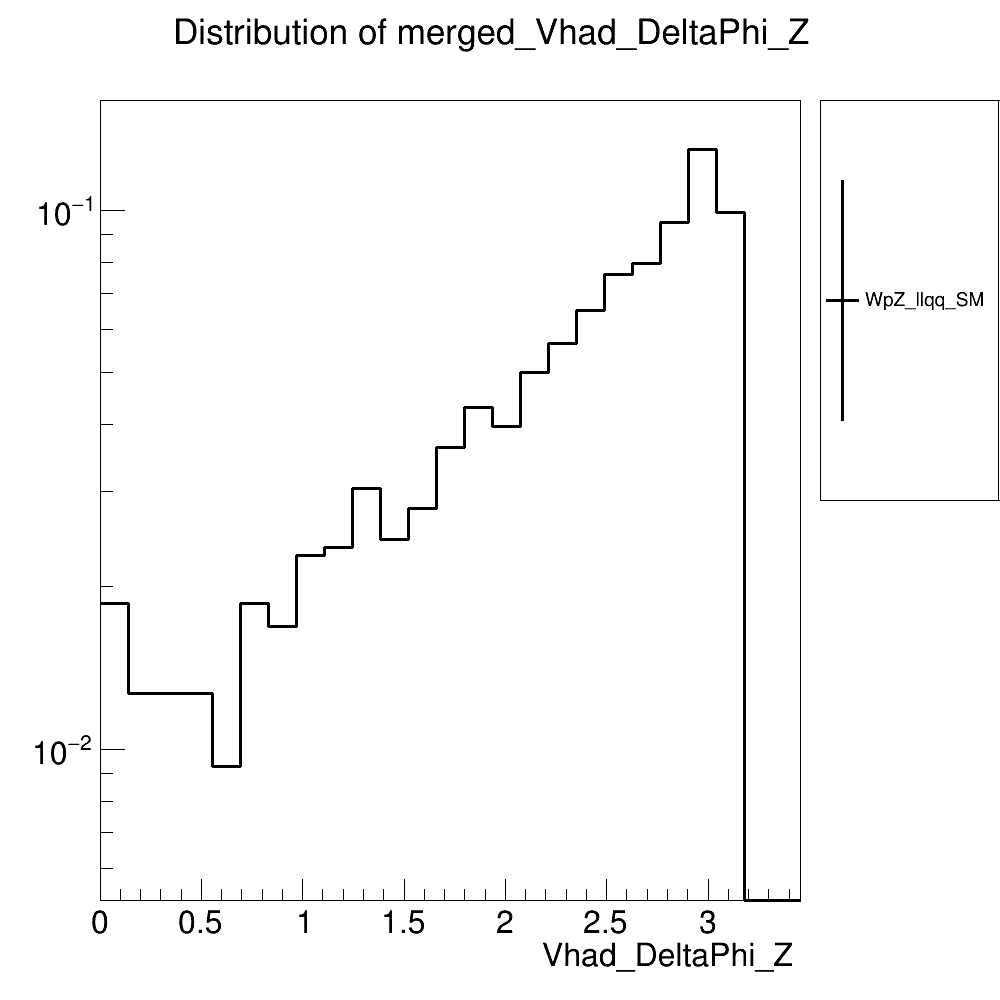 Distribution of merged_Vhad_DeltaPhi_Z
10−1
10−2
WpZ_llqq_SM
0 0.5 1 1.5 2 2.5 3
Vhad_DeltaPhi_Z